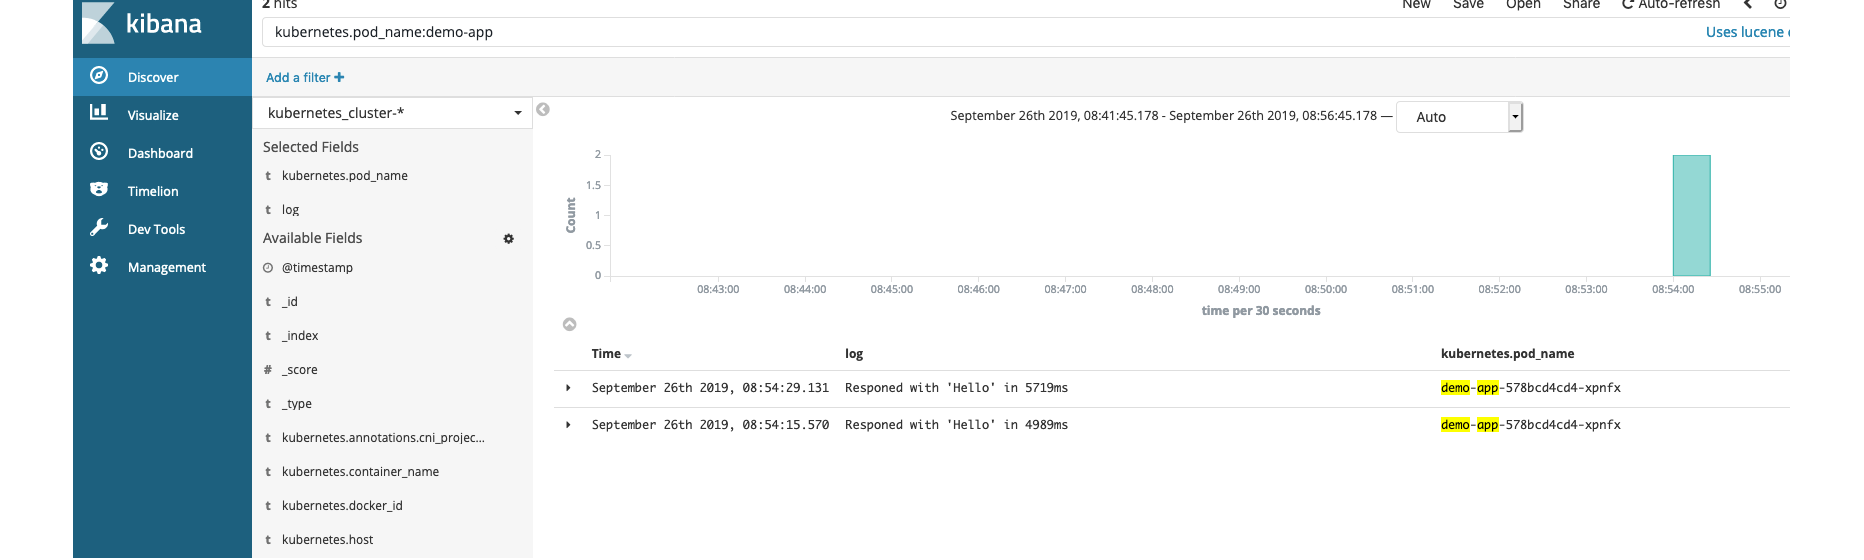 2 hits
New Save Open Share Auto-refresh
kibana
kubernetes.pod_name:demo-app
Uses lucene
Discover
Visualize
Dashboard
Timelion
Dev Tools
Management
Add a filter +
kubernetes_cluster-*
Selected Fields
t kubernetes.pod_name
t log
Available Fields
@timestamp
t _id
t _index
# _score
t _type
t kubernetes.annotations.cni_projec...
t kubernetes.container_name
t kubernetes.docker_id
t kubernetes.host
September 26th 2019, 08:41:45.178 - September 26th 2019, 08:56:45.178 — Auto
Count
2
1.5
1
0.5
0
08:43:00 08:44:00 08:45:00 08:46:00 08:47:00 08:48:00 08:49:00 08:50:00 08:51:00 08:52:00 08:53:00 08:54:00 08:55:00
time per 30 seconds
Time log kubernetes.pod_name
September 26th 2019, 08:54:29.131 Responed with 'Hello' in 5719ms demo-app-578bcd4cd4-xpnfx
September 26th 2019, 08:54:15.570 Responed with 'Hello' in 4989ms demo-app-578bcd4cd4-xpnfx